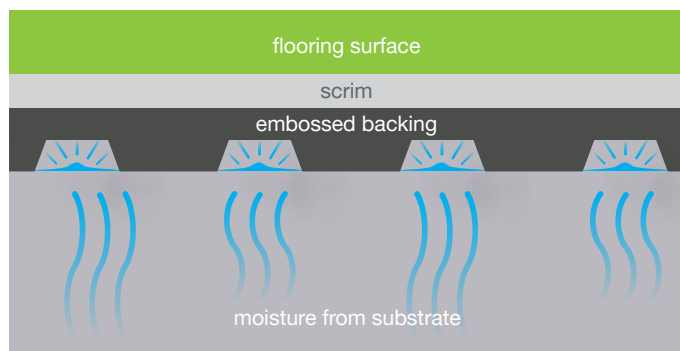 flooring surface
scrim
embossed backing
moisture from substrate